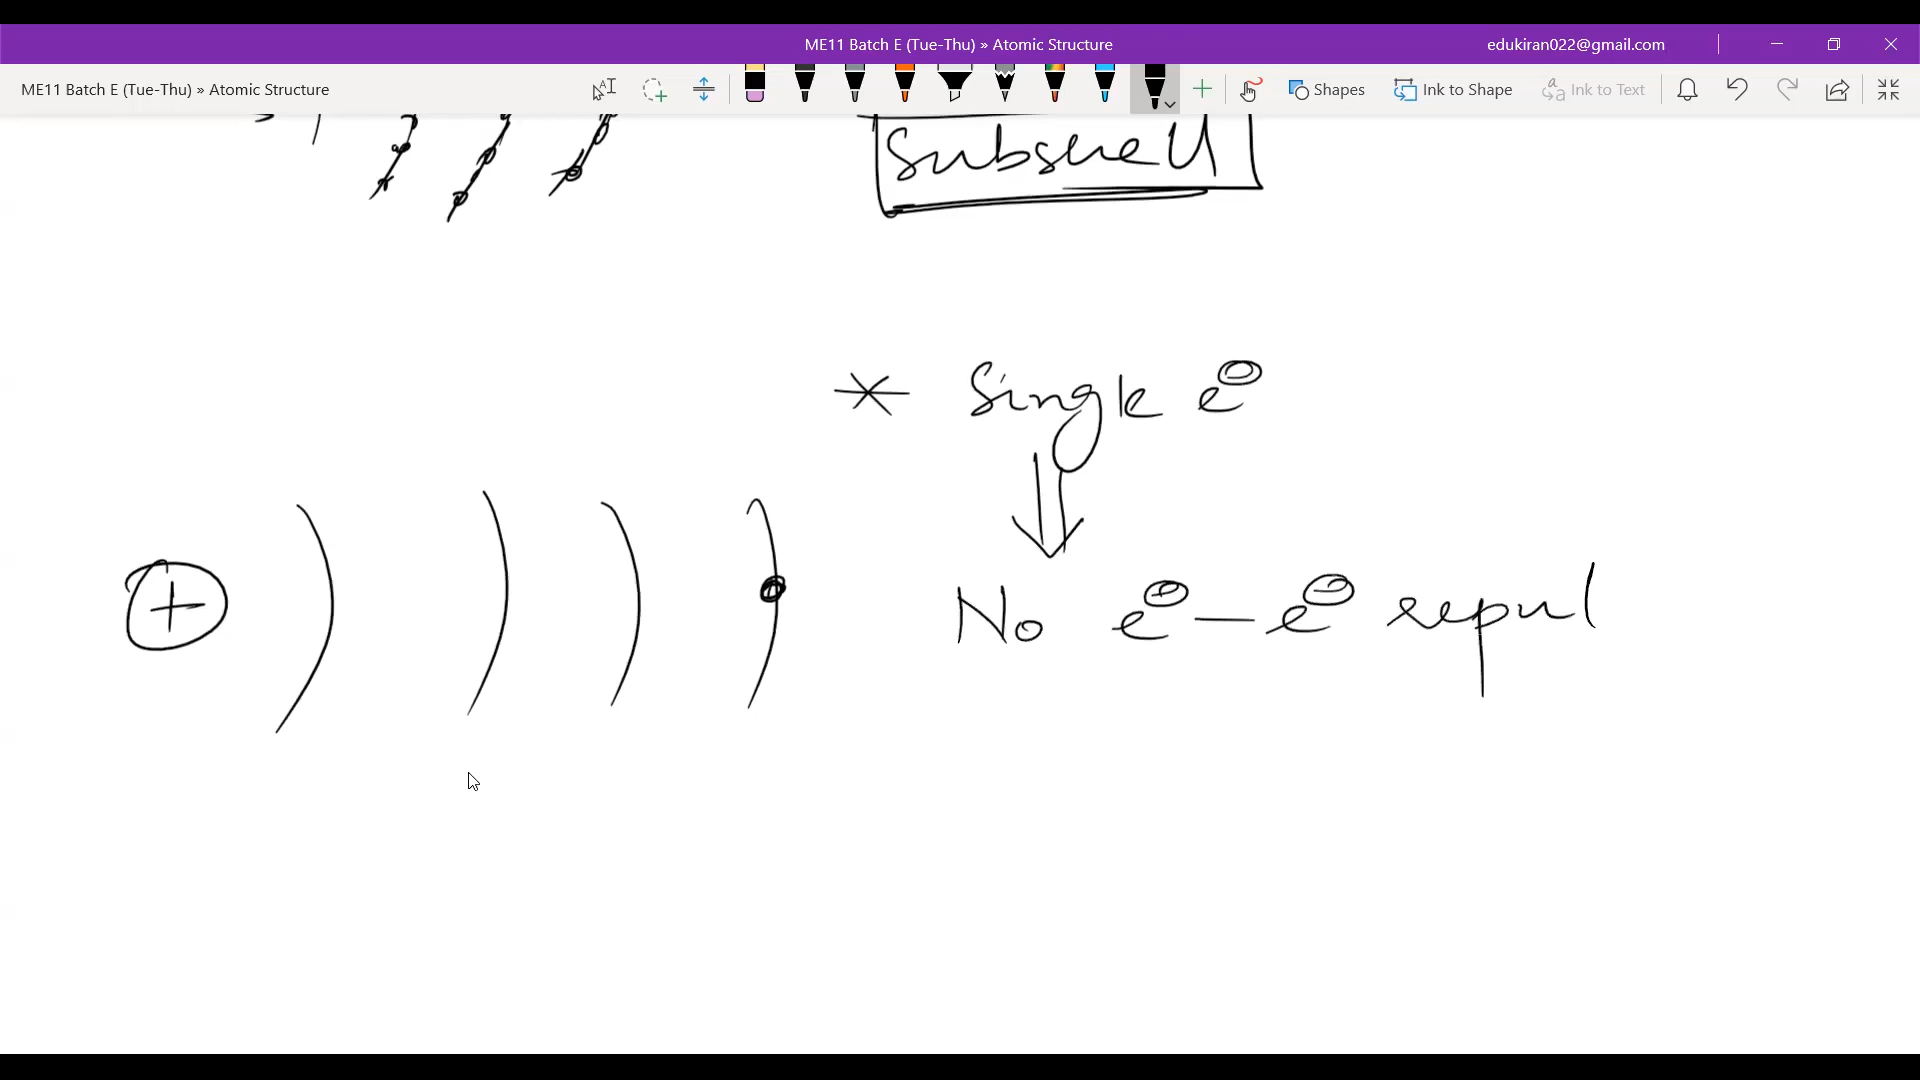 ME11 Batch E (Tue-Thu) » Atomic Structure
edukiran022@gmail.com
ME11 Batch E (Tue-Thu) » Atomic Structure
Shapes
Ink to Shape
Ink to Text
Subshell
* Single e⊖
+
No e⊖ — e⊖ repul